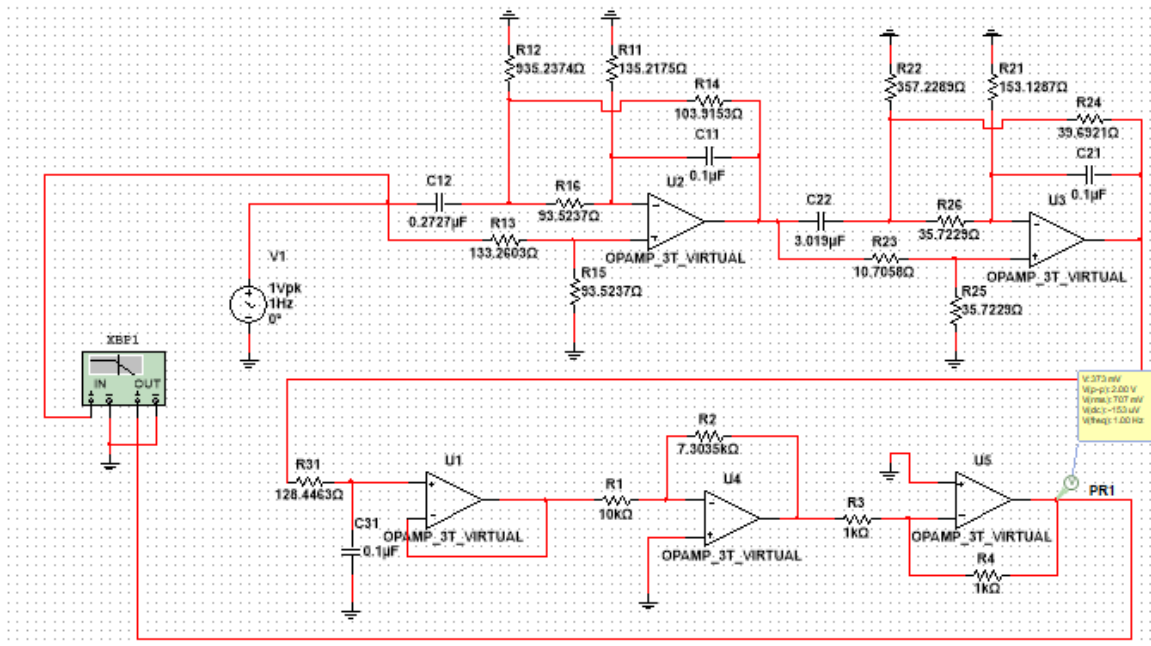 R12
935.2374Ω
R11
135.2175Ω
R14
103.9153Ω
C11
0.1µF
U2
C12
0.2727µF
R16
93.5237Ω
R13
133.2603Ω
OPAMP_3T_VIRTUAL
R15
93.5237Ω
R22
357.2289Ω
R21
153.1287Ω
R24
39.6921Ω
C21
0.1µF
U3
C22
3.019µF
R26
35.7229Ω
R23
10.7058Ω
OPAMP_3T_VIRTUAL
R25
35.7229Ω
V1
1Vpk
1Hz
0°
XBP1
IN OUT
V: 373 mV
V(p-p): 2.00 V
V(rms): 707 mV
V(dc): -153 uV
V(freq): 1.00 Hz
PR1
R31
128.4463Ω
C31
0.1µF
U1
OPAMP_3T_VIRTUAL
R1
10kΩ
R2
7.3035kΩ
U4
OPAMP_3T_VIRTUAL
R3
1kΩ
U5
OPAMP_3T_VIRTUAL
R4
1kΩ